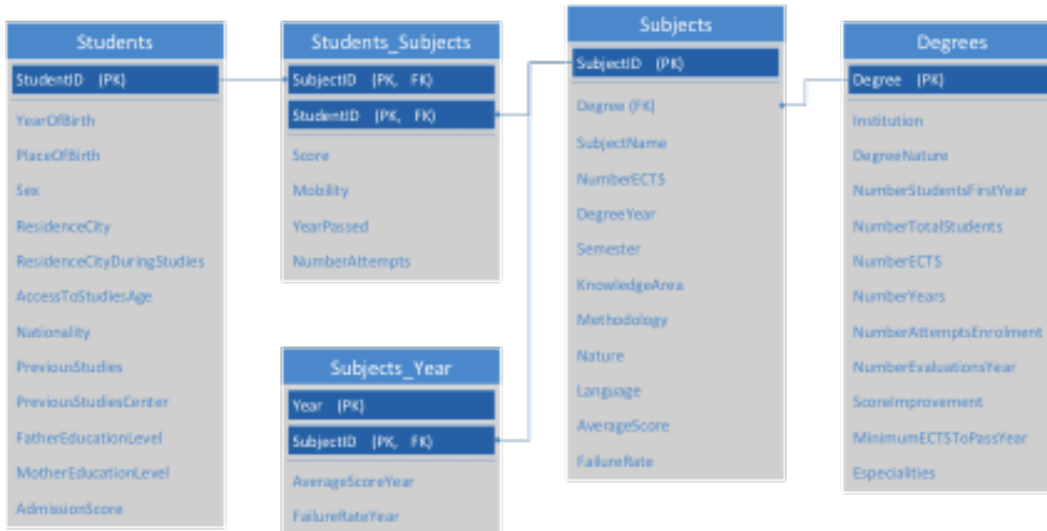 Students
StudentID (PK)
YearOfBirth
PlaceOfBirth
Sex
ResidenceCity
ResidenceCityDuringStudies
AccessToStudiesAge
Nationality
PreviousStudies
PreviousStudiesCenter
FatherEducationLevel
MotherEducationLevel
AdmissionScore
Students_Subjects
SubjectID (PK, FK)
StudentID (PK, FK)
Score
Mobility
YearPassed
NumberAttempts
Subjects_Year
Year (PK)
SubjectID (PK, FK)
AverageScoreYear
FailureRateYear
Subjects
SubjectID (PK)
Degree (FK)
SubjectName
NumberECTS
DegreeYear
Semester
KnowledgeArea
Methodology
Nature
Language
AverageScore
FailureRate
Degrees
Degree (PK)
Institution
DegreeNature
NumberStudentsFirstYear
NumberTotalStudents
NumberECTS
NumberYears
NumberAttemptsEnrolment
NumberEvaluationsYear
ScoreImprovement
MinimumECTSToPassYear
Especialities